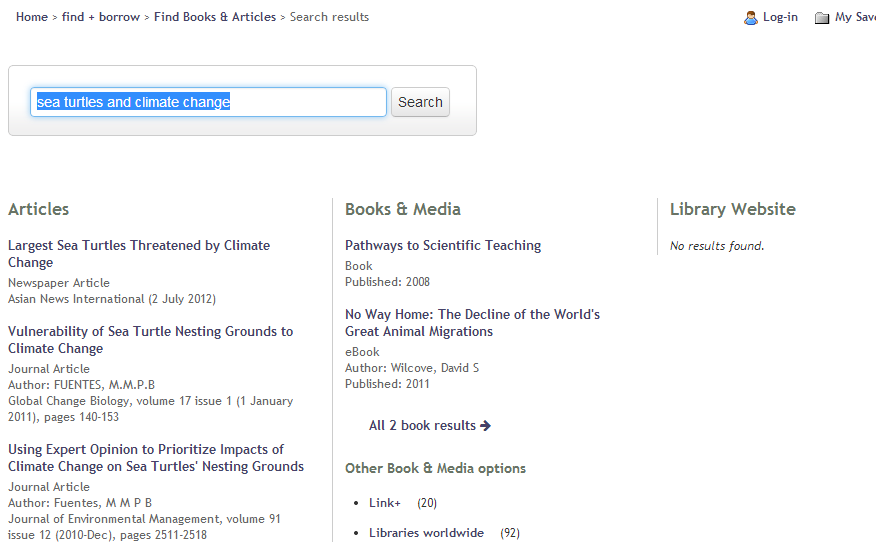 Home > find + borrow > Find Books & Articles > Search results
Log-in
My Save
sea turtles and climate change
Search
Articles
Largest Sea Turtles Threatened by Climate
Change
Newspaper Article
Asian News International (2 July 2012)
Vulnerability of Sea Turtle Nesting Grounds to
Climate Change
Journal Article
Author: FUENTES, M.M.P.B
Global Change Biology, volume 17 issue 1 (1 January
2011), pages 140-153
Using Expert Opinion to Prioritize Impacts of
Climate Change on Sea Turtles' Nesting Grounds
Journal Article
Author: Fuentes, M M P B
Journal of Environmental Management, volume 91
issue 12 (2010-Dec), pages 2511-2518
Books & Media
Pathways to Scientific Teaching
Book
Published: 2008
No Way Home: The Decline of the World's
Great Animal Migrations
eBook
Author: Wilcove, David S
Published: 2011
All 2 book results →
Other Book & Media options
• Link+ (20)
• Libraries worldwide (92)
Library Website
No results found.